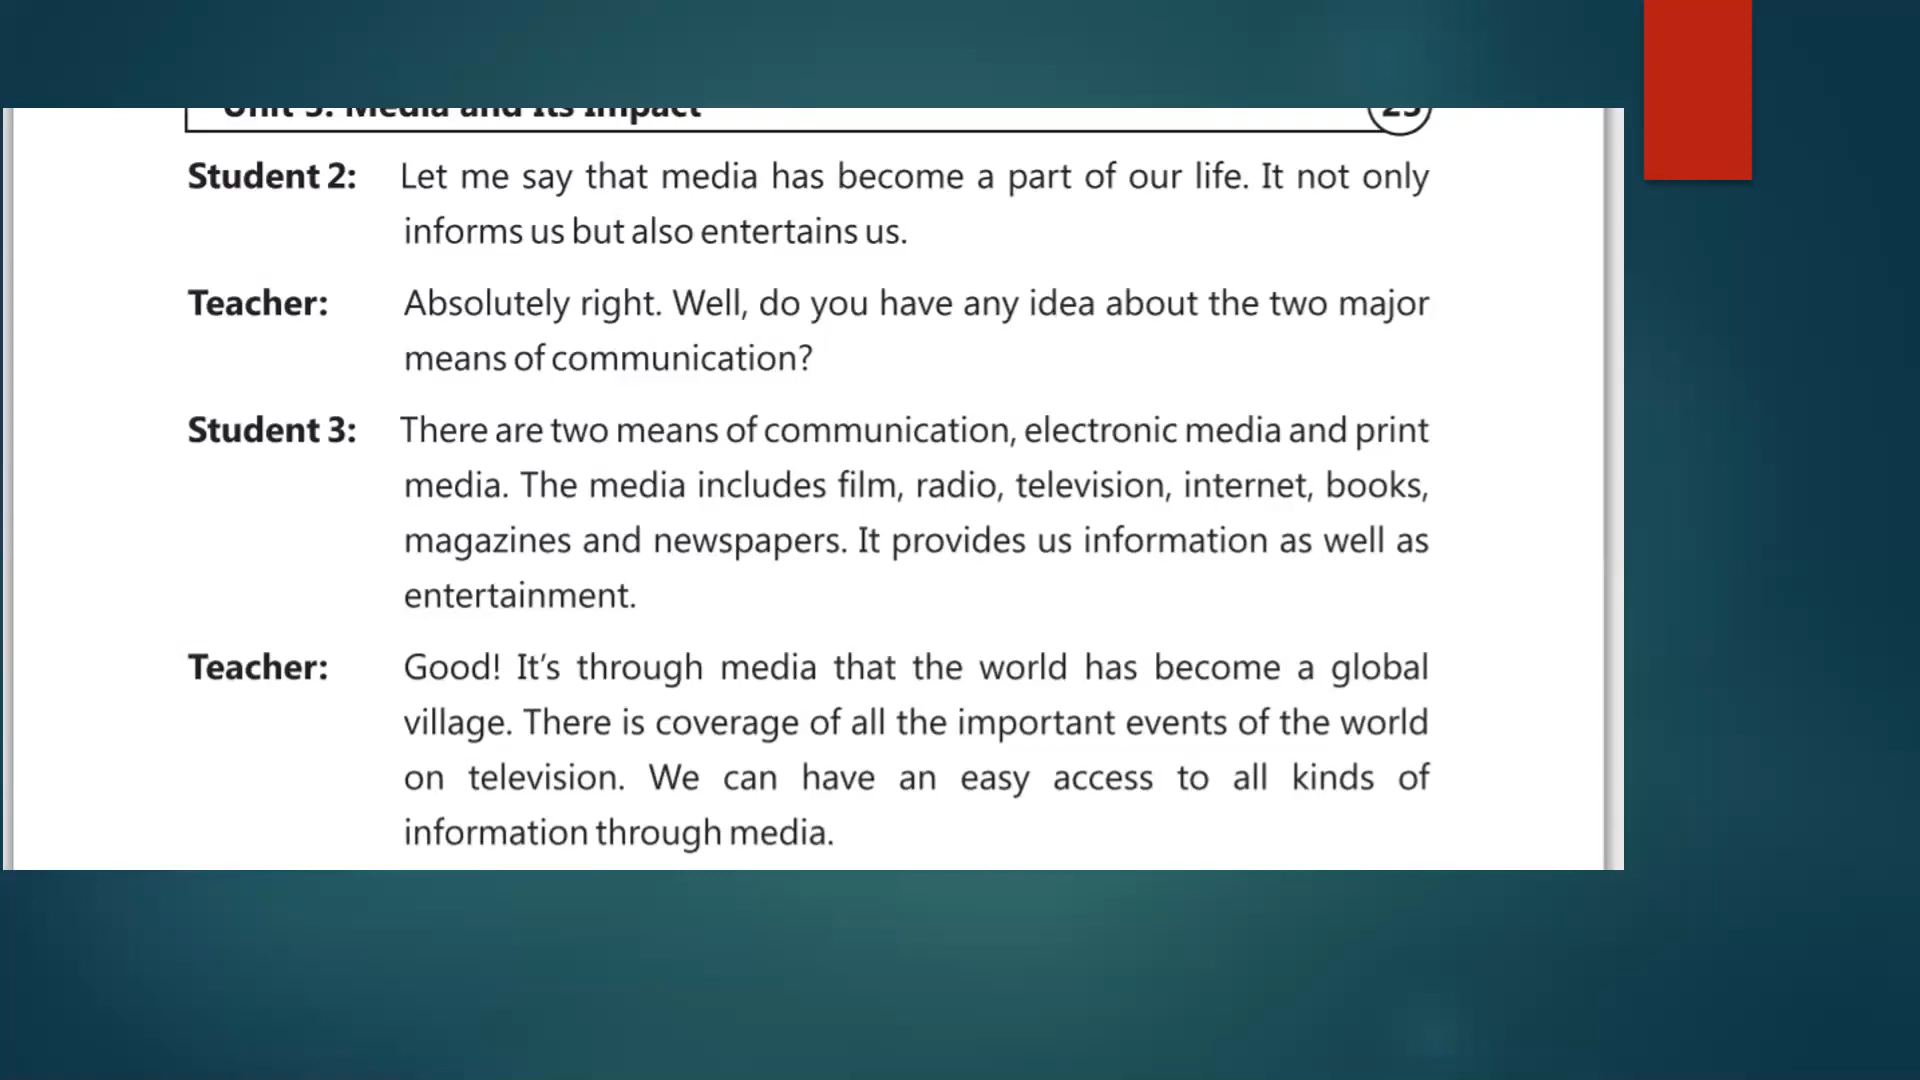 Media and Its Impact
Student 2: Let me say that media has become a part of our life. It not only
informs us but also entertains us.
Teacher: Absolutely right. Well, do you have any idea about the two major
means of communication?
Student 3: There are two means of communication, electronic media and print
media. The media includes film, radio, television, internet, books,
magazines and newspapers. It provides us information as well as
entertainment.
Teacher: Good! It’s through media that the world has become a global
village. There is coverage of all the important events of the world
on television. We can have an easy access to all kinds of
information through media.